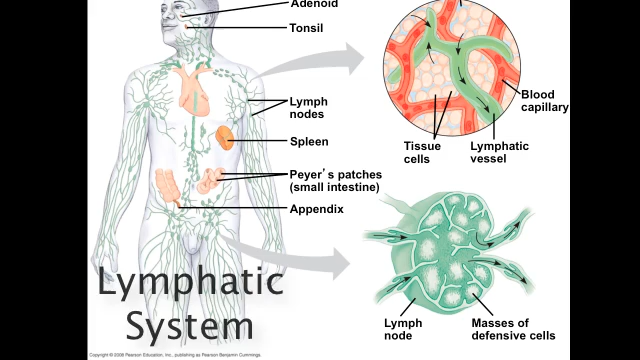 Adenoid
Tonsil
Lymph
nodes
Spleen
Peyer's patches
(small intestine)
Appendix
Blood
capillary
Tissue
cells
Lymphatic
vessel
Lymph
node
Masses of
defensive cells
Lymphatic
System
Copyright © 2008 Pearson Education, Inc., publishing as Pearson Benjamin Cummings.